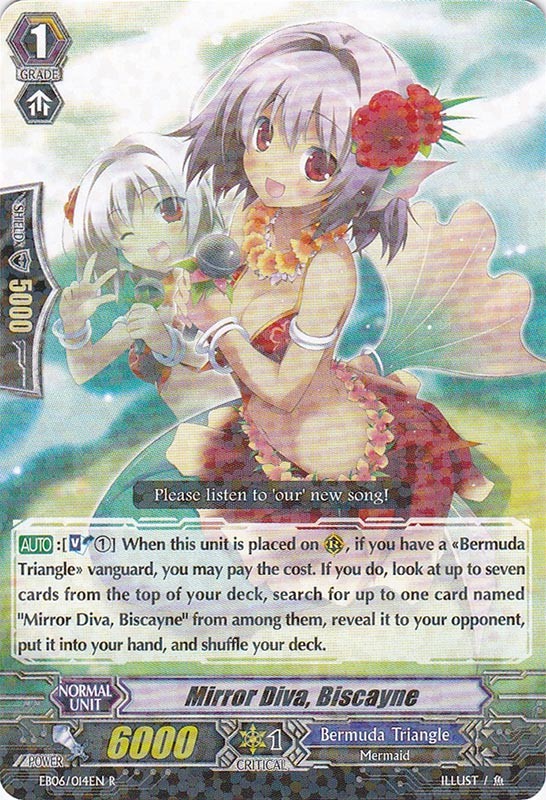 1
GRADE
SHIELD
5000
Please listen to 'our' new song!
AUTO :[ ①] When this unit is placed on Ⓡ, if you have a «Bermuda
Triangle» vanguard, you may pay the cost. If you do, look at up to seven
cards from the top of your deck, search for up to one card named
"Mirror Diva, Biscayne" from among them, reveal it to your opponent,
put it into your hand, and shuffle your deck.
NORMAL
UNIT
Mirror Diva, Biscayne
POWER
6000
1
CRITICAL
Bermuda Triangle
Mermaid
EB06/014EN R
ILLUST /